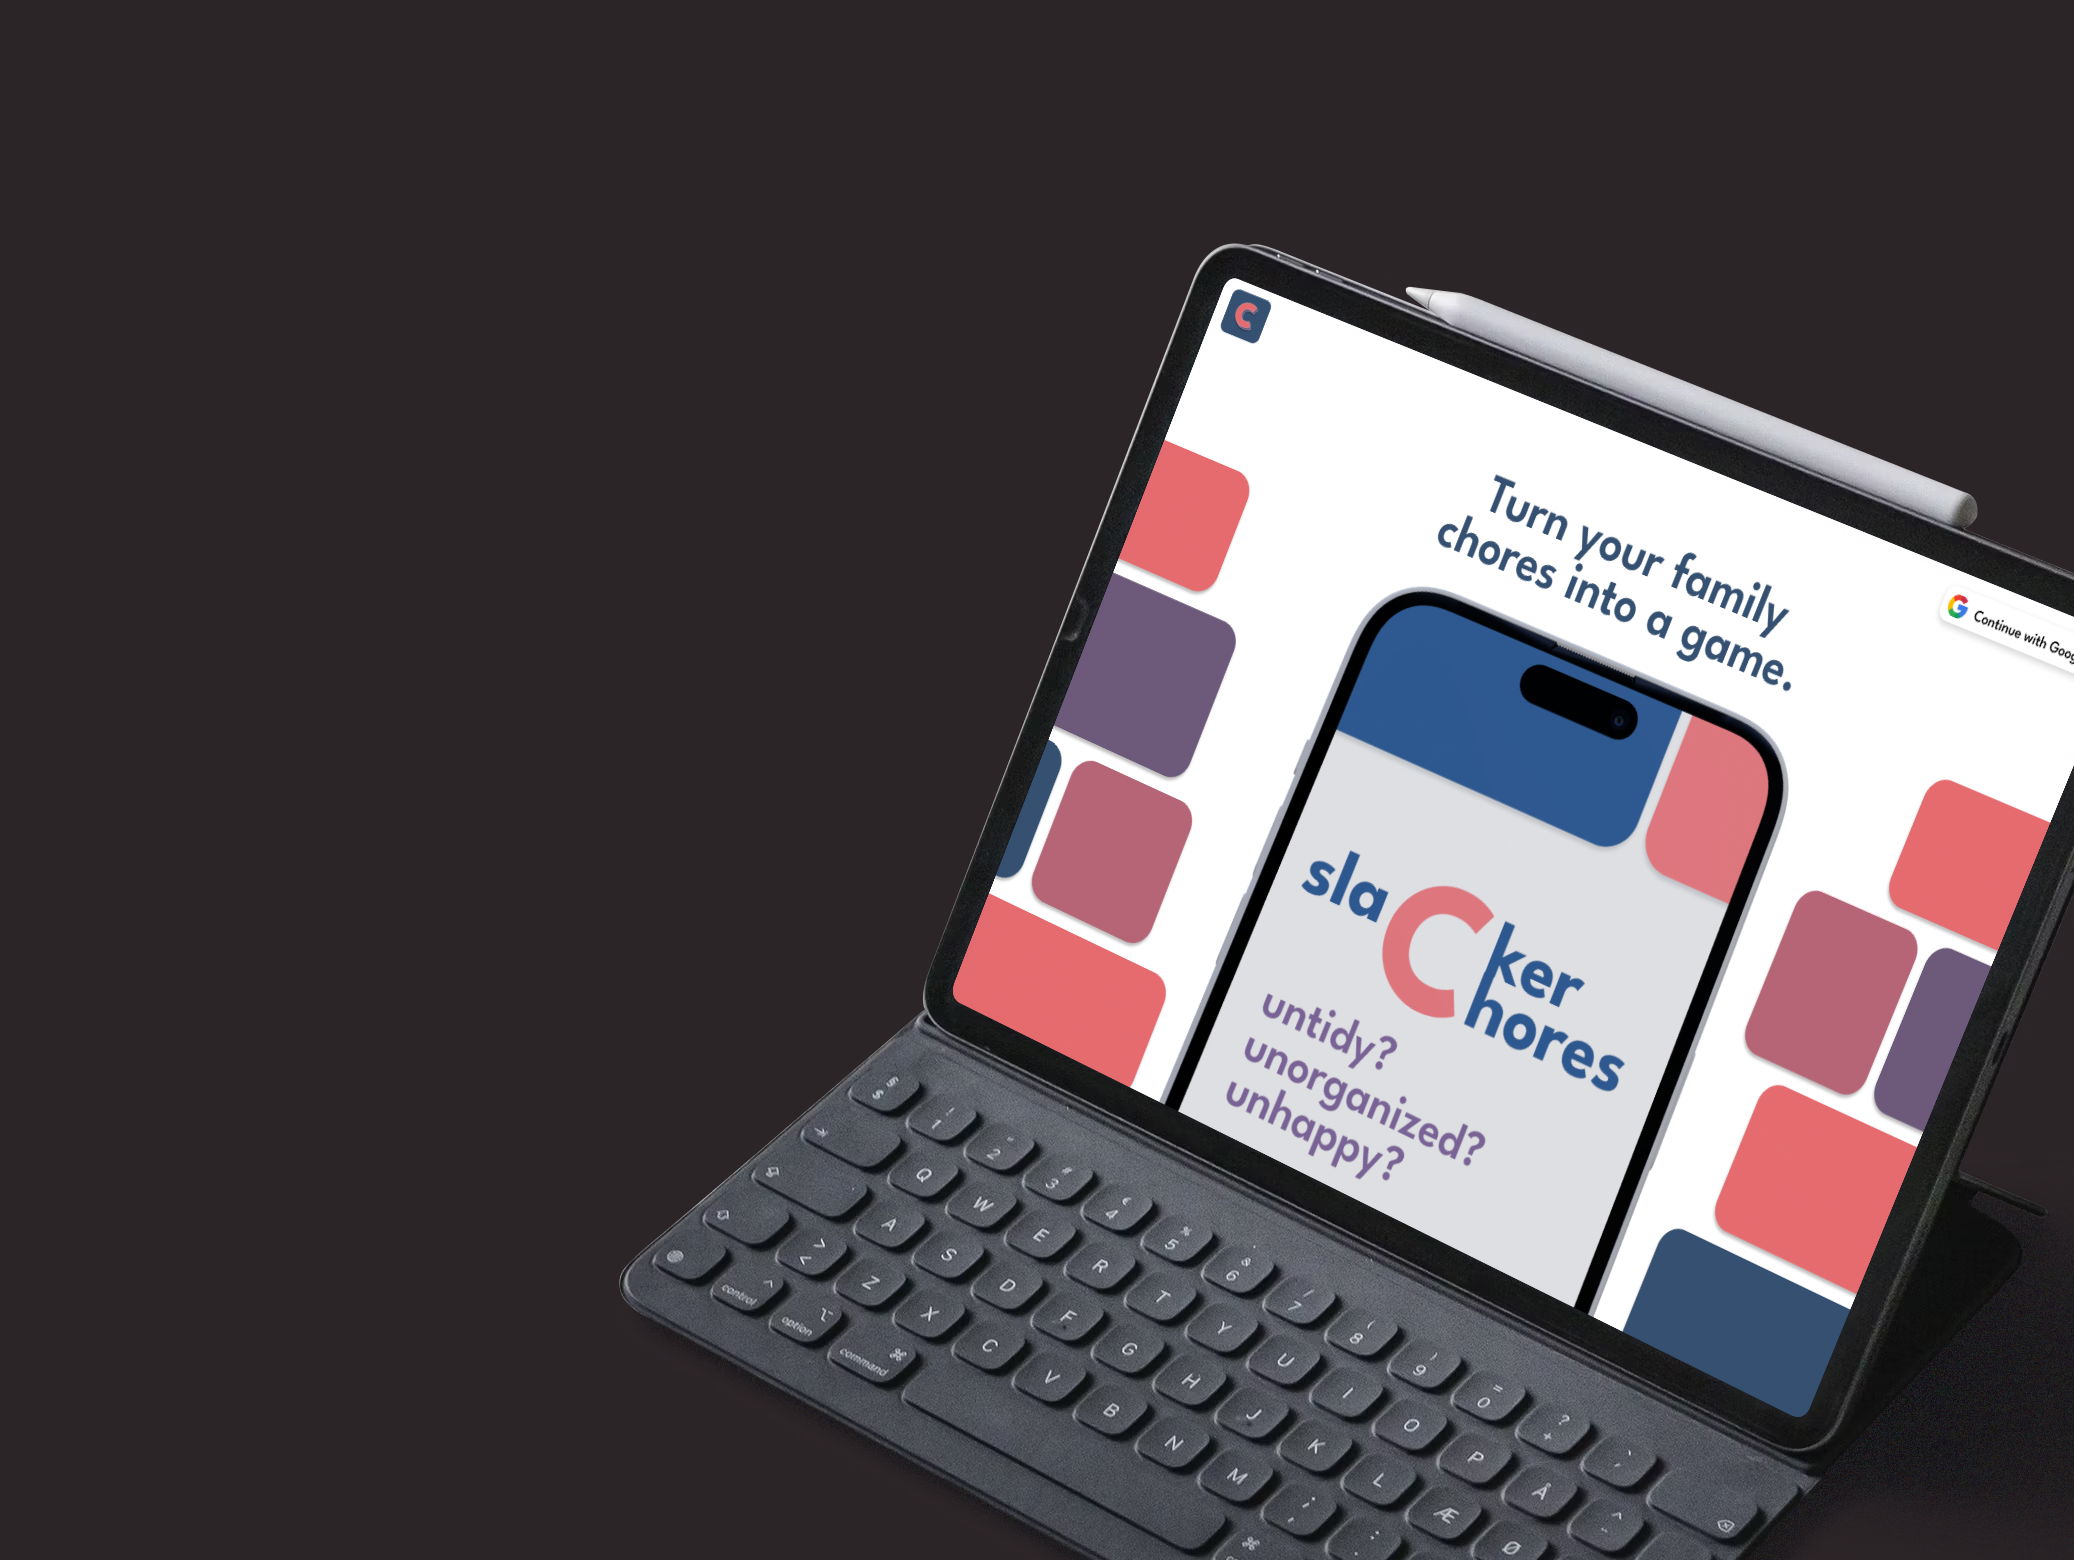 C
Turn your family
chores into a game.
Continue with Goog
slaCker
hores
untidy?
unorganized?
unhappy?
$ §
! 1
" 2
# 3
€ 4
% 5
& 6
/ 7
( 8
) 9
= 0
? +
`
Q W E R T Y U I O P Å ^ ¨
A S D F G H J K L Æ Ø
> < Z X C V B N M ; , : .
control option command